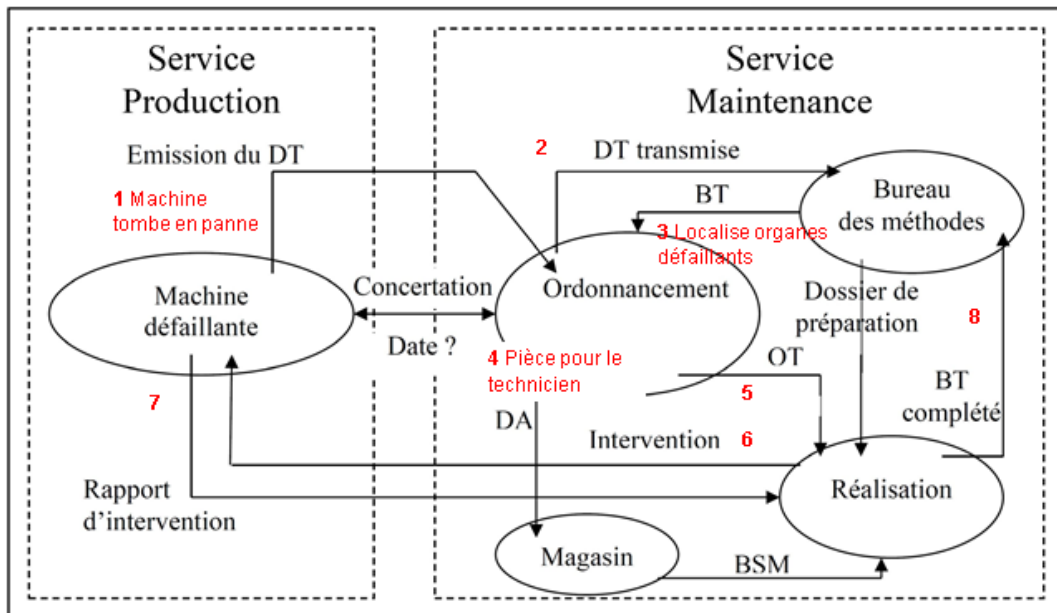 Service
Production
Service
Maintenance
Emission du DT
2
DT transmise
1 Machine
tombe en panne
BT
Bureau
des méthodes
3 Localise organes
défaillants
Machine
défaillante
Concertation
Date ?
Ordonnancement
Dossier de
préparation
8
4 Pièce pour le
technicien
OT
5
7
DA
BT
complété
Intervention
6
Rapport
d’intervention
Réalisation
Magasin
BSM